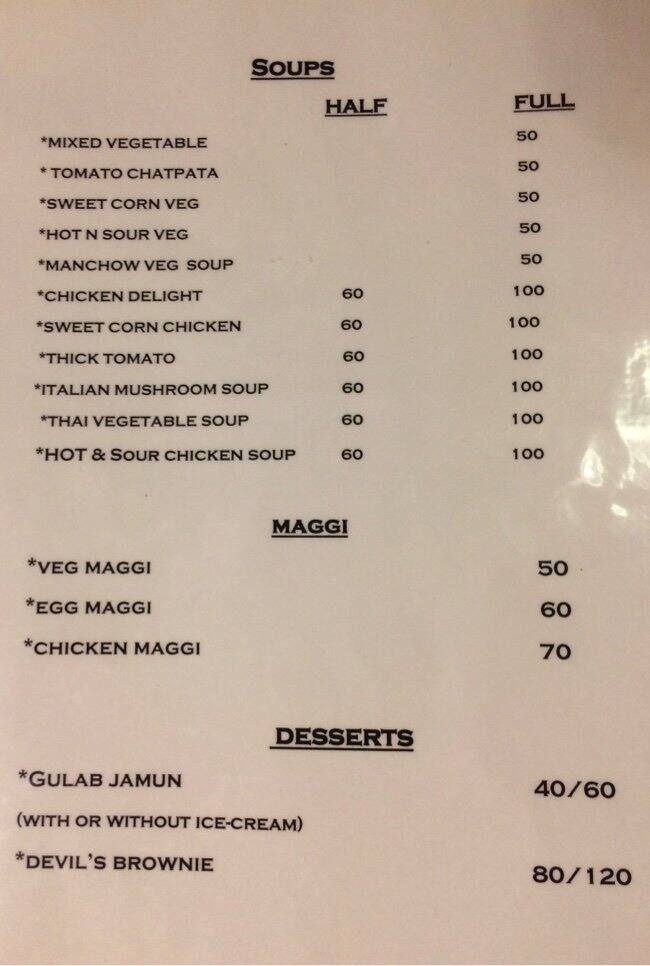 SOUPS
HALF FULL
*MIXED VEGETABLE 50
* TOMATO CHATPATA 50
*SWEET CORN VEG 50
*HOT N SOUR VEG 50
*MANCHOW VEG SOUP 50
*CHICKEN DELIGHT 60 100
*SWEET CORN CHICKEN 60 100
*THICK TOMATO 60 100
*ITALIAN MUSHROOM SOUP 60 100
*THAI VEGETABLE SOUP 60 100
*HOT & SOUR CHICKEN SOUP 60 100
MAGGI
*VEG MAGGI 50
*EGG MAGGI 60
*CHICKEN MAGGI 70
DESSERTS
*GULAB JAMUN 40/60
(WITH OR WITHOUT ICE-CREAM)
*DEVIL'S BROWNIE 80/120